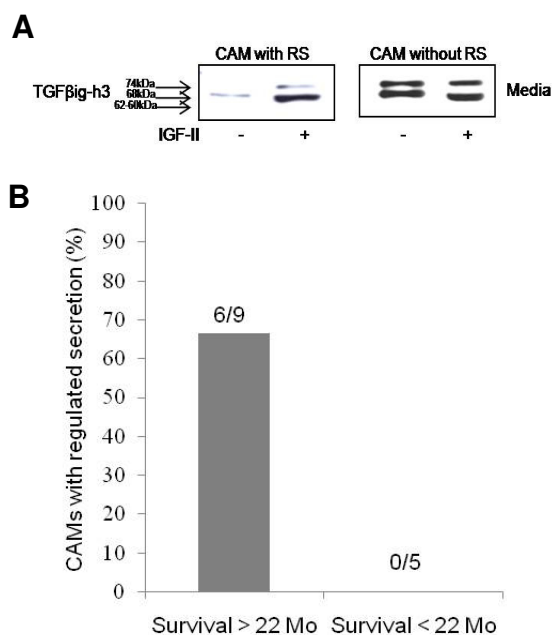 A
CAM with RS
CAM without RS
TGFβig-h3
74kDa
68kDa
62-60kDa
Media
IGF-II - + - +
B
CAMs with regulated secretion (%)
100
90
80
70
60
50
40
30
20
10
0
6/9
0/5
Survival > 22 Mo
Survival < 22 Mo